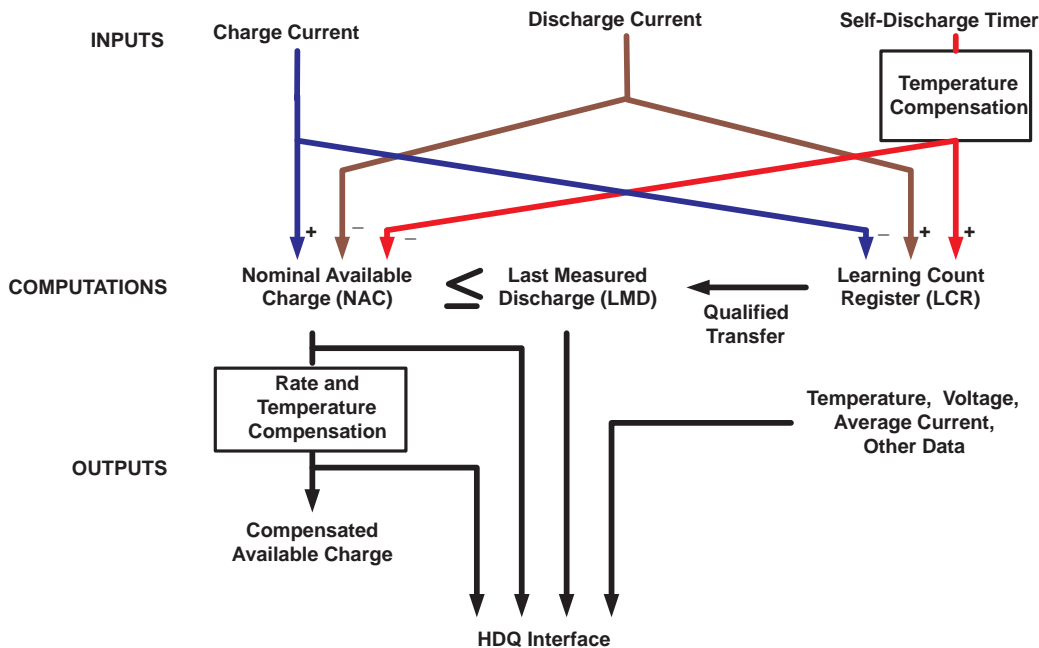 INPUTS
Charge Current
Discharge Current
Self-Discharge Timer
Temperature
Compensation
+
−
−
−
+
+
COMPUTATIONS
Nominal Available
Charge (NAC)
≤
Last Measured
Discharge (LMD)
Qualified
Transfer
Learning Count
Register (LCR)
Rate and
Temperature
Compensation
Temperature, Voltage,
Average Current,
Other Data
OUTPUTS
Compensated
Available Charge
HDQ Interface